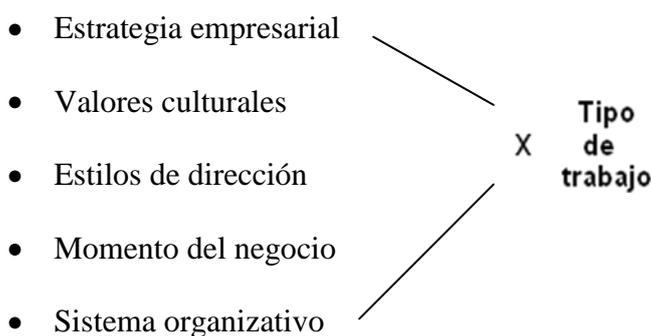 • Estrategia empresarial
• Valores culturales
• Estilos de dirección
• Momento del negocio
• Sistema organizativo
X Tipo
de
trabajo